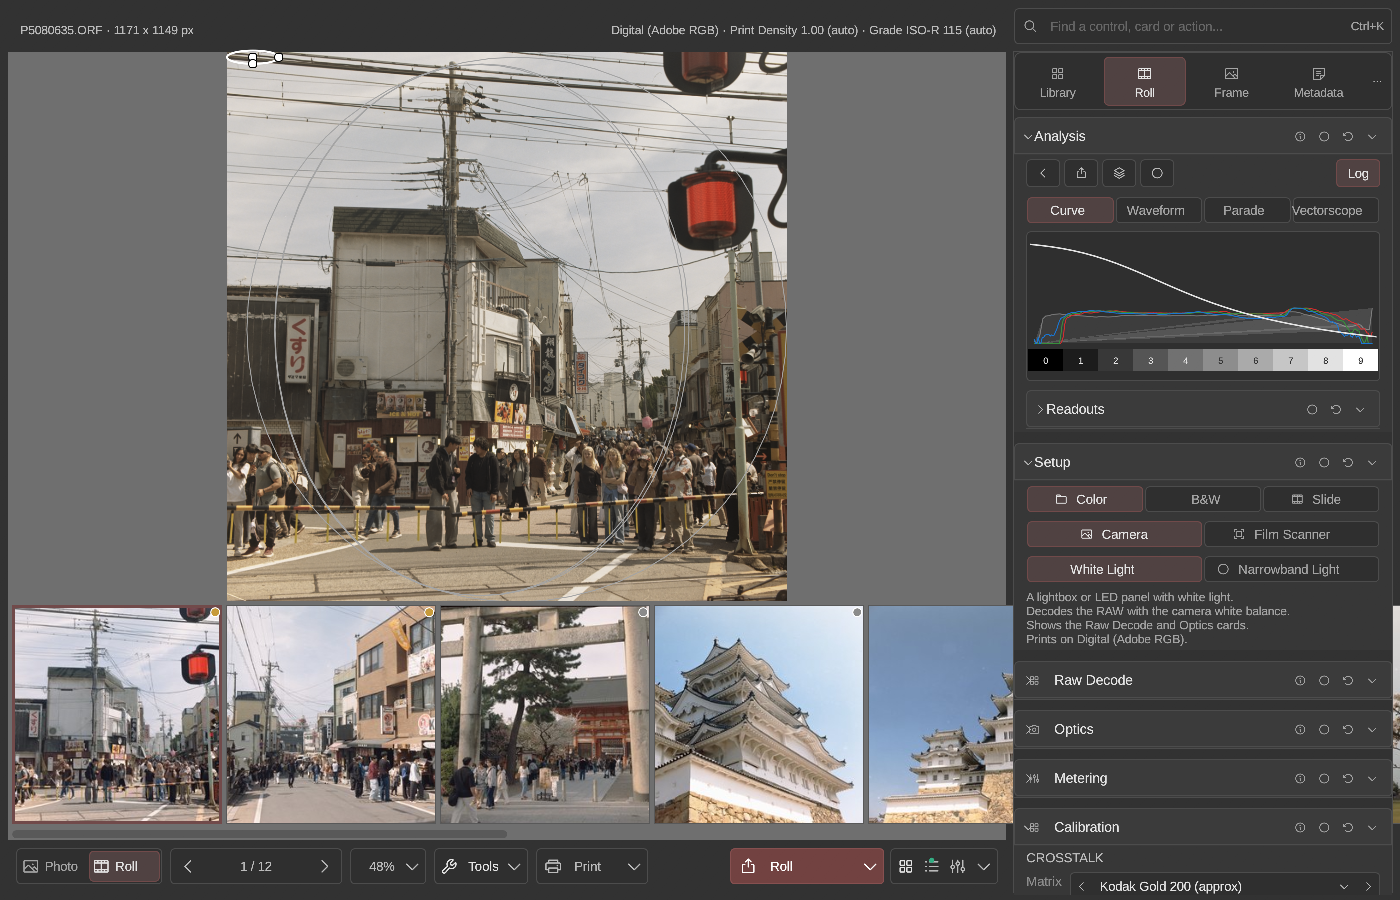 P5080635.ORF · 1171 x 1149 px
Digital (Adobe RGB) · Print Density 1.00 (auto) · Grade ISO-R 115 (auto)
Find a control, card or action...
Ctrl+K
Library
Roll
Frame
Metadata
...
Analysis
Log
Curve
Waveform
Parade
Vectorscope
0 1 2 3 4 5 6 7 8 9
Readouts
Setup
Color
B&W
Slide
Camera
Film Scanner
White Light
Narrowband Light
A lightbox or LED panel with white light.
Decodes the RAW with the camera white balance.
Shows the Raw Decode and Optics cards.
Prints on Digital (Adobe RGB).
Raw Decode
Optics
Metering
Calibration
CROSSTALK
Matrix
Kodak Gold 200 (approx)
くすり
Photo
Roll
1 / 12
48%
Tools
Print
Roll